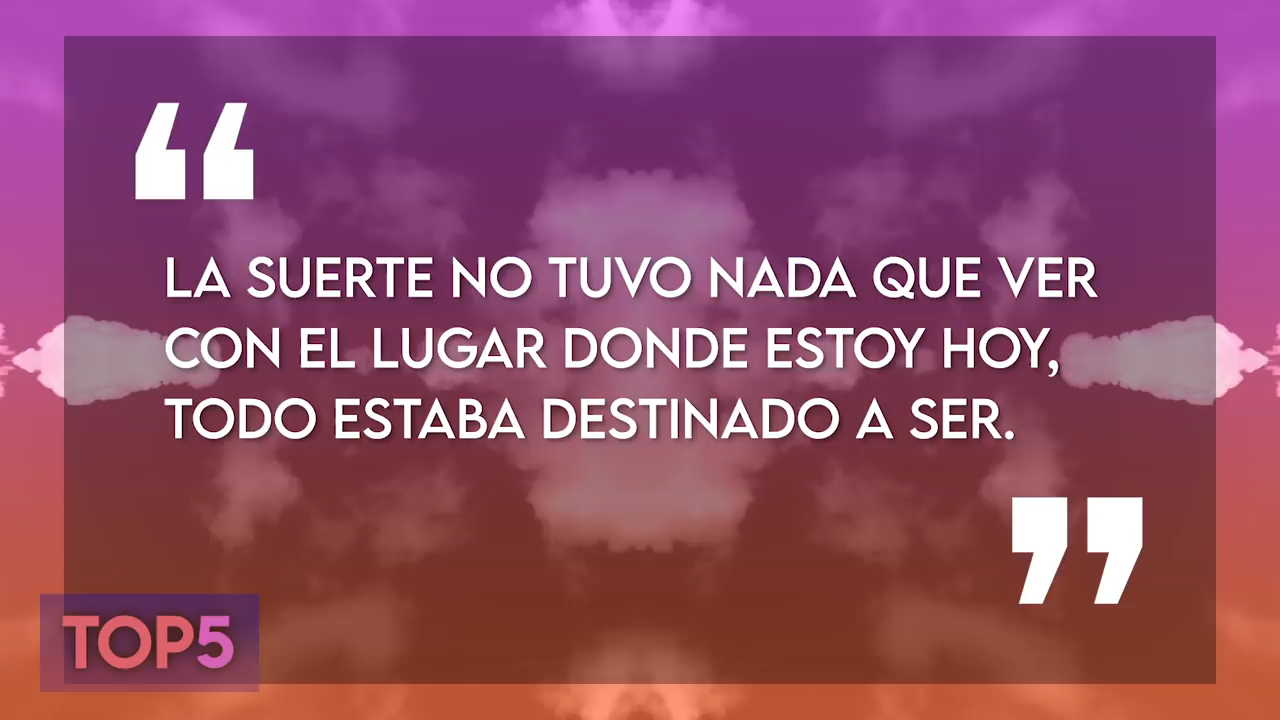 “
LA SUERTE NO TUVO NADA QUE VER
CON EL LUGAR DONDE ESTOY HOY,
TODO ESTABA DESTINADO A SER.
”
TOP5